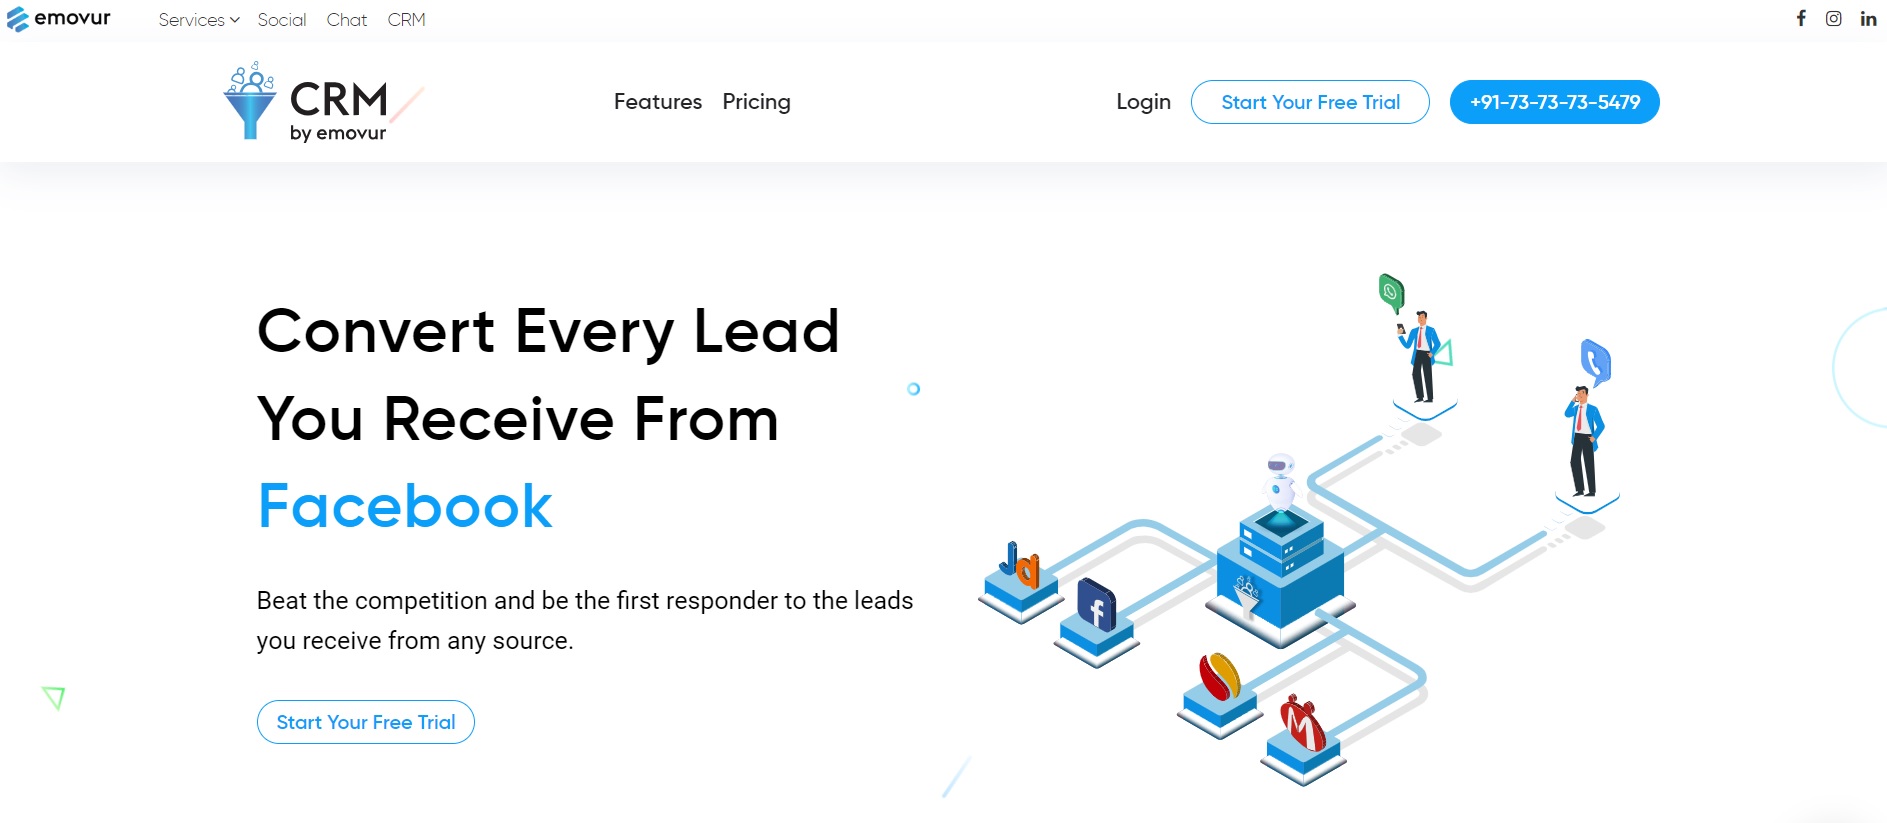 emovur
Services Social Chat CRM
CRM
by emovur
Features Pricing
Login Start Your Free Trial +91-73-73-73-5479
Convert Every Lead
You Receive From
Facebook
Beat the competition and be the first responder to the leads
you receive from any source.
Start Your Free Trial
Jd
f
M